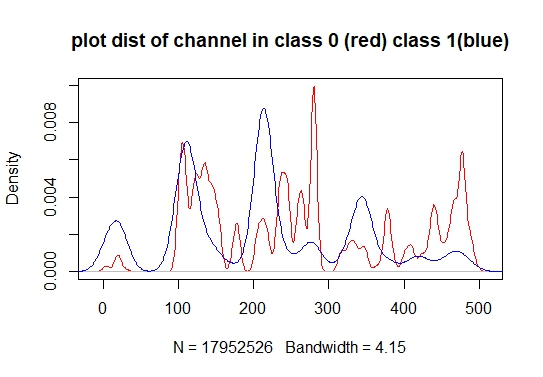 plot dist of channel in class 0 (red) class 1(blue)
Density
0.008
0.004
0.000
0 100 200 300 400 500
N = 17952526 Bandwidth = 4.15